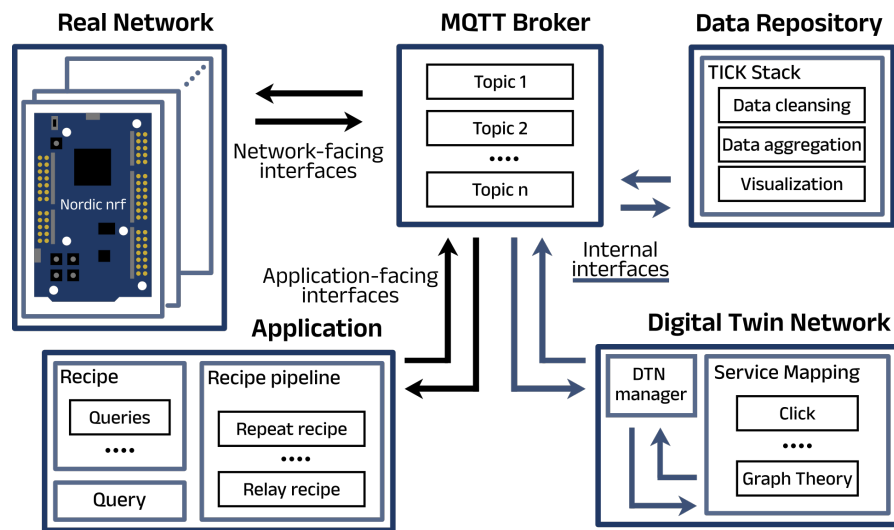 Real Network
MQTT Broker
Data Repository
Nordic nrf
Network-facing
interfaces
Topic 1
Topic 2
....
Topic n
TICK Stack
Data cleansing
Data aggregation
Visualization
Application-facing
interfaces
Internal
interfaces
Application
Recipe
Queries
....
Query
Recipe pipeline
Repeat recipe
....
Relay recipe
Digital Twin Network
DTN
manager
Service Mapping
Click
....
Graph Theory